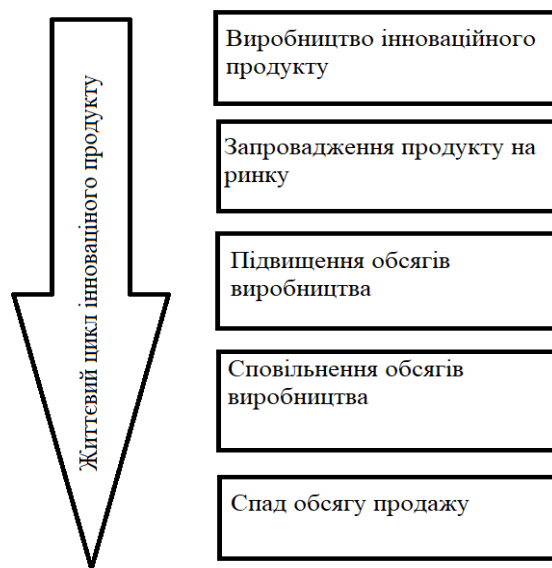 Життєвий цикл інноваціного продукту
Виробництво інноваційного
продукту
Запровадження продукту на
ринку
Підвищення обсягів
виробництва
Сповільнення обсягів
виробництва
Спад обсягу продажу